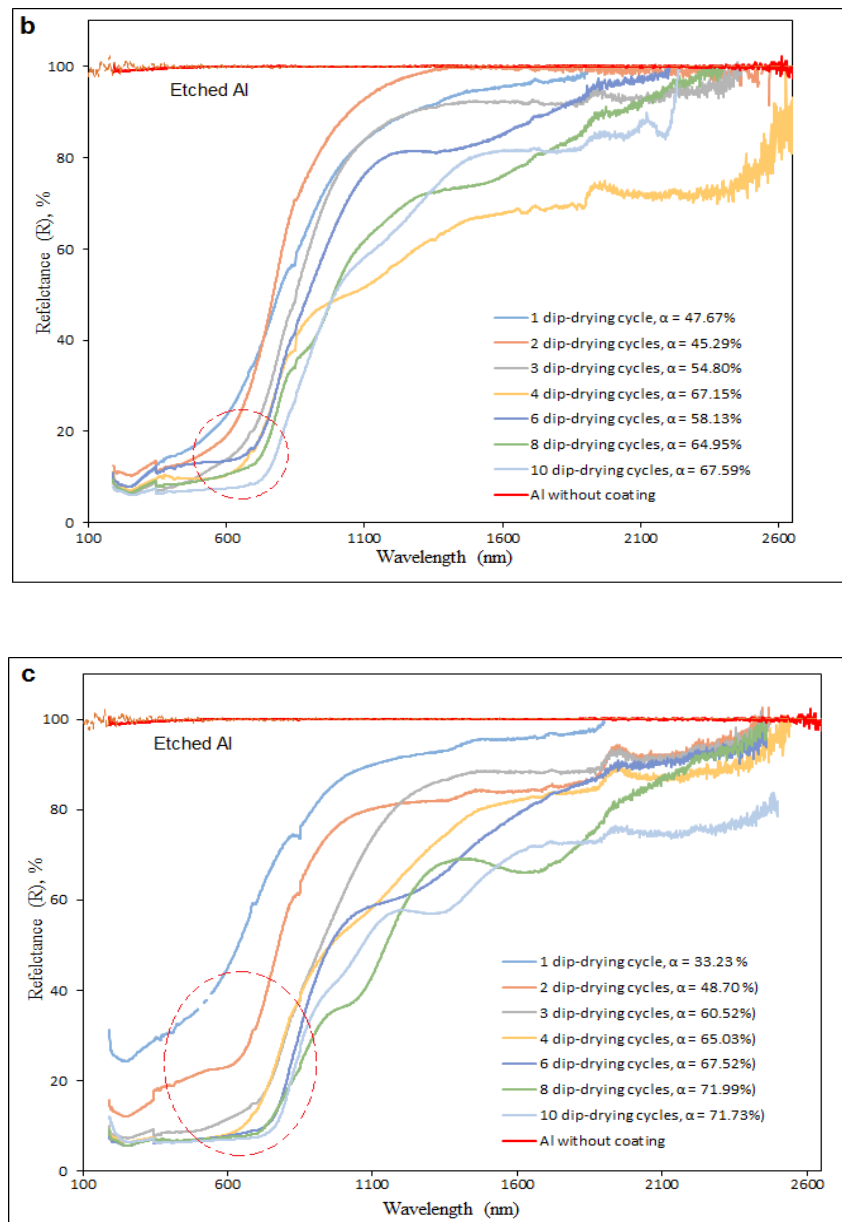 b
100
80
60
40
20
0
Refelctance (R), %
Etched Al
1 dip-drying cycle, α = 47.67%
2 dip-drying cycles, α = 45.29%
3 dip-drying cycles, α = 54.80%
4 dip-drying cycles, α = 67.15%
6 dip-drying cycles, α = 58.13%
8 dip-drying cycles, α = 64.95%
10 dip-drying cycles, α = 67.59%
Al without coating
100 600 1100 1600 2100 2600
Wavelength (nm)
c
100
80
60
40
20
0
Refelctance (R), %
Etched Al
1 dip-drying cycle, α = 33.23 %
2 dip-drying cycles, α = 48.70%)
3 dip-drying cycles, α = 60.52%)
4 dip-drying cycles, α = 65.03%)
6 dip-drying cycles, α = 67.52%)
8 dip-drying cycles, α = 71.99%)
10 dip-drying cycles, α = 71.73%)
Al without coating
100 600 1100 1600 2100 2600
Wavelength (nm)